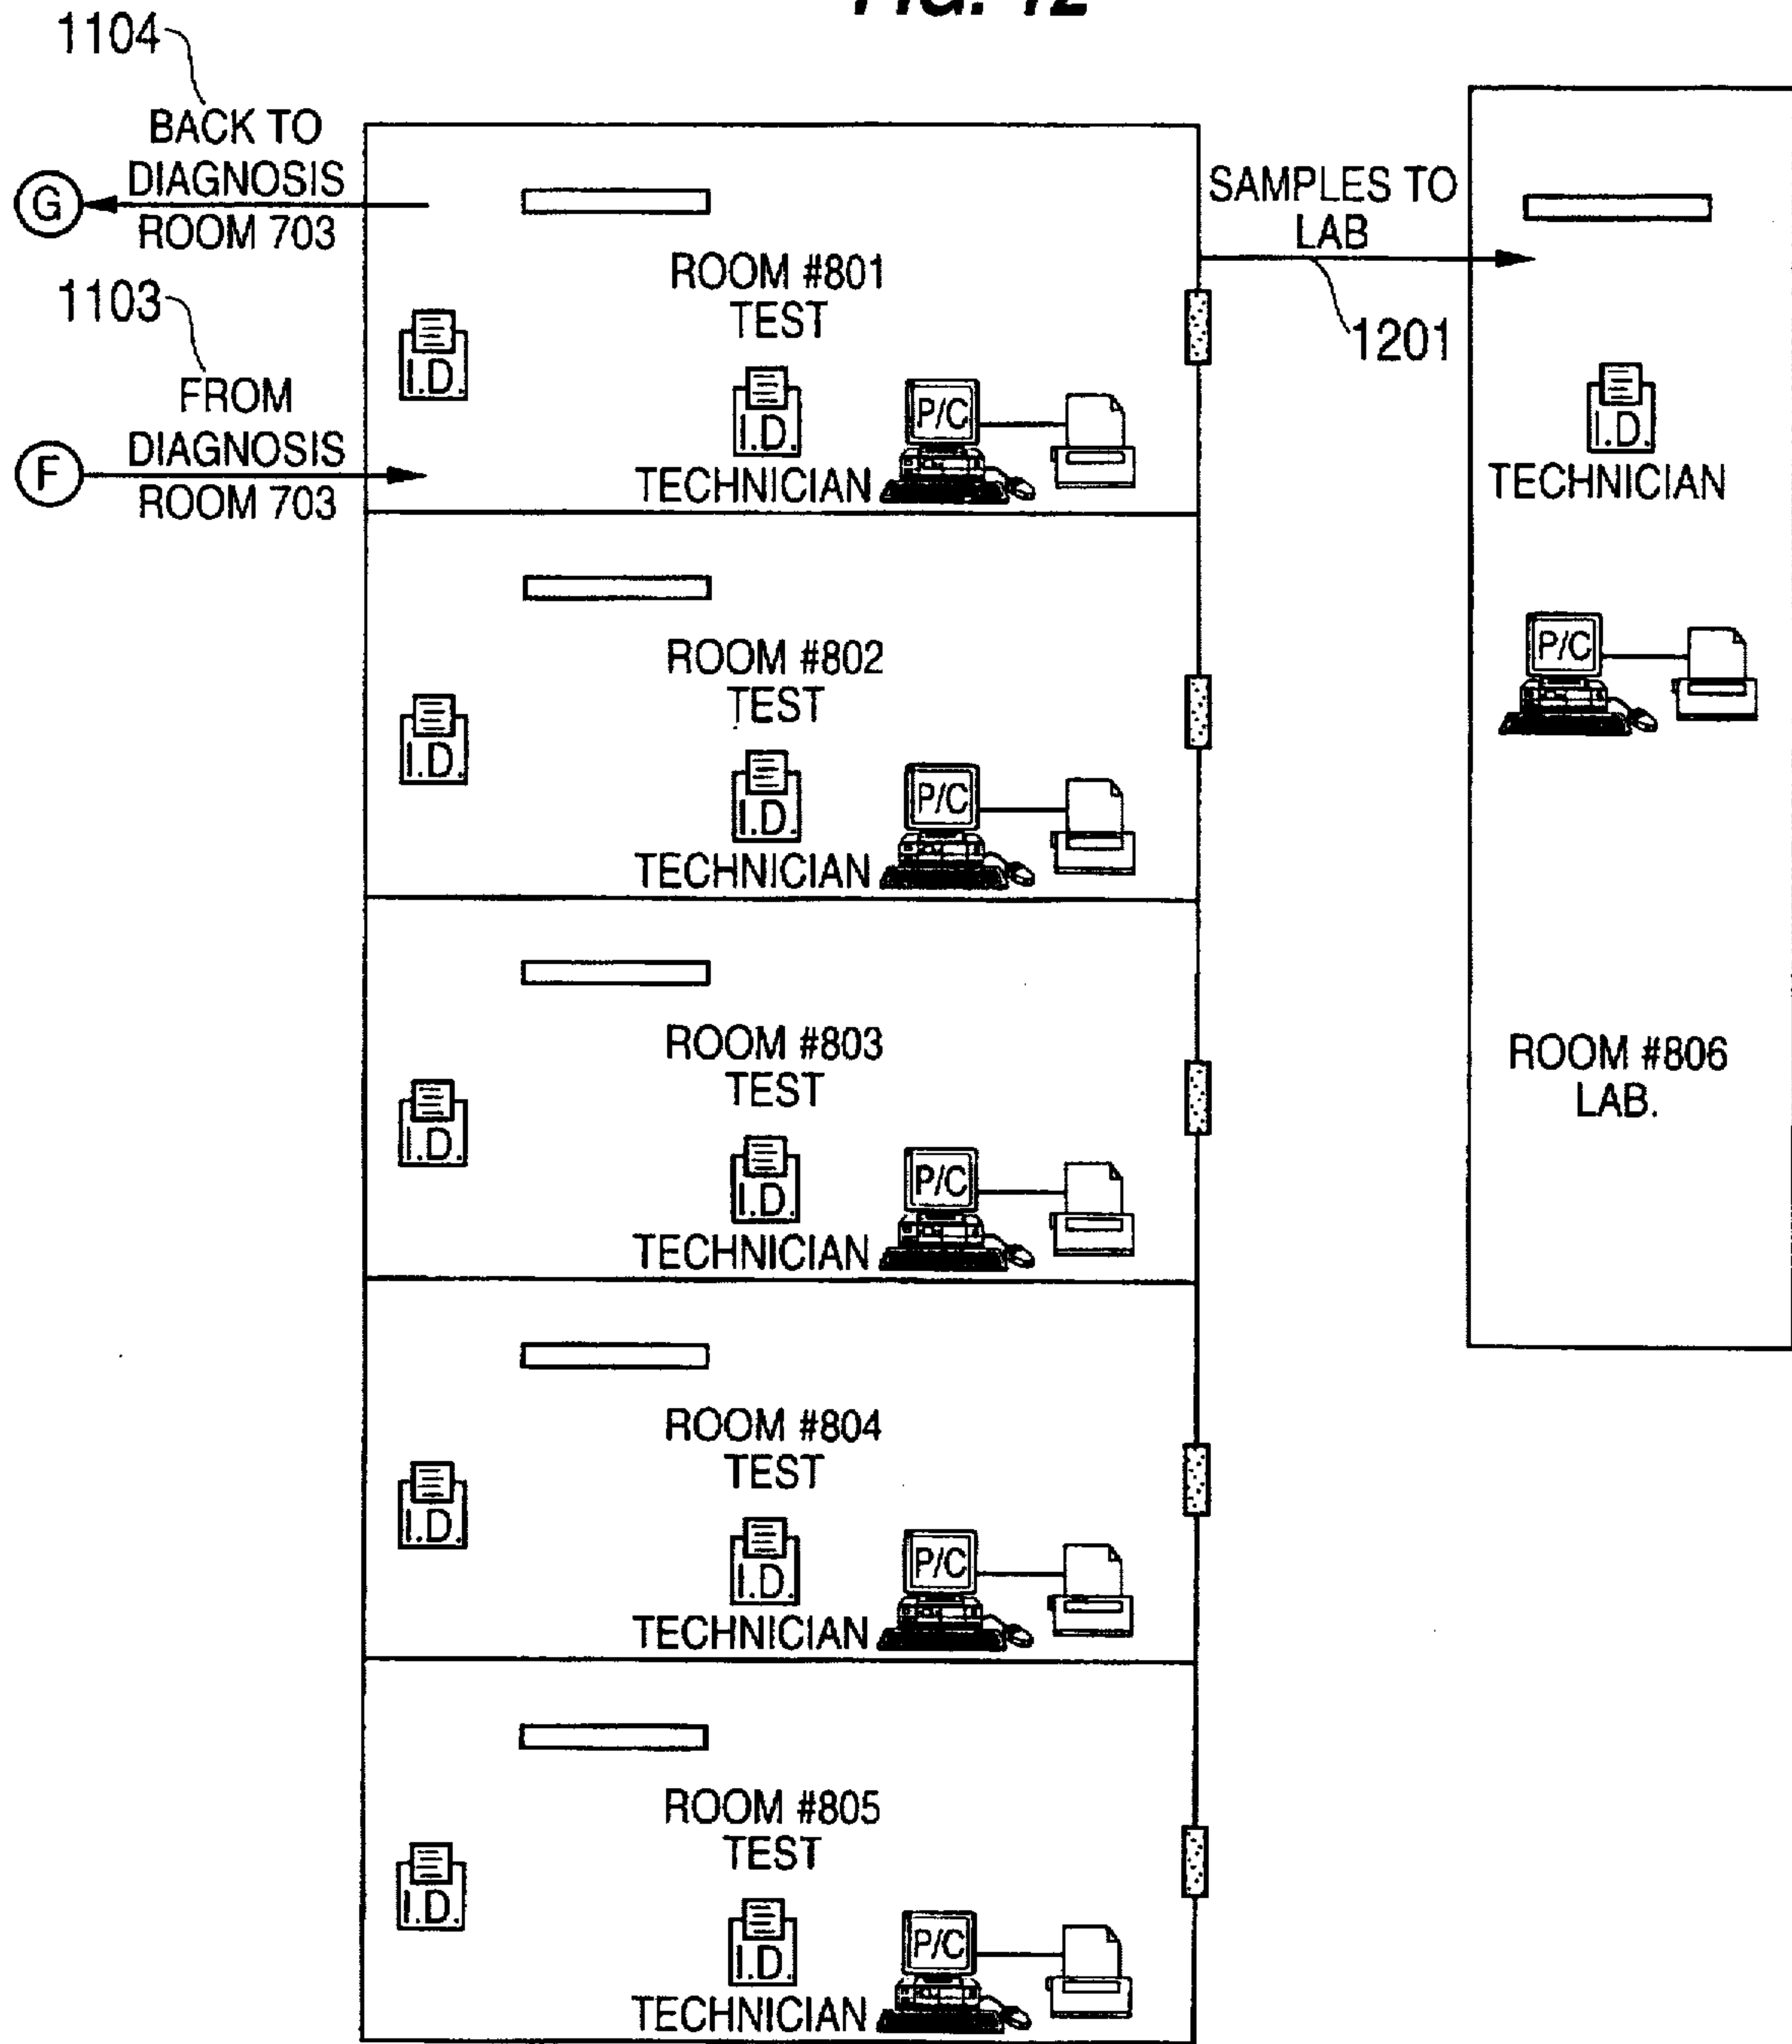 FIG. 12
1104
BACK TO
DIAGNOSIS
ROOM 703
G
1103
FROM
DIAGNOSIS
ROOM 703
F
ROOM #801
TEST
I.D.
I.D.
TECHNICIAN
P/C
SAMPLES TO
LAB
1201
I.D.
TECHNICIAN
P/C
ROOM #806
LAB.
ROOM #802
TEST
I.D.
I.D.
TECHNICIAN
P/C
ROOM #803
TEST
I.D.
I.D.
TECHNICIAN
P/C
ROOM #804
TEST
I.D.
I.D.
TECHNICIAN
P/C
ROOM #805
TEST
I.D.
I.D.
TECHNICIAN
P/C